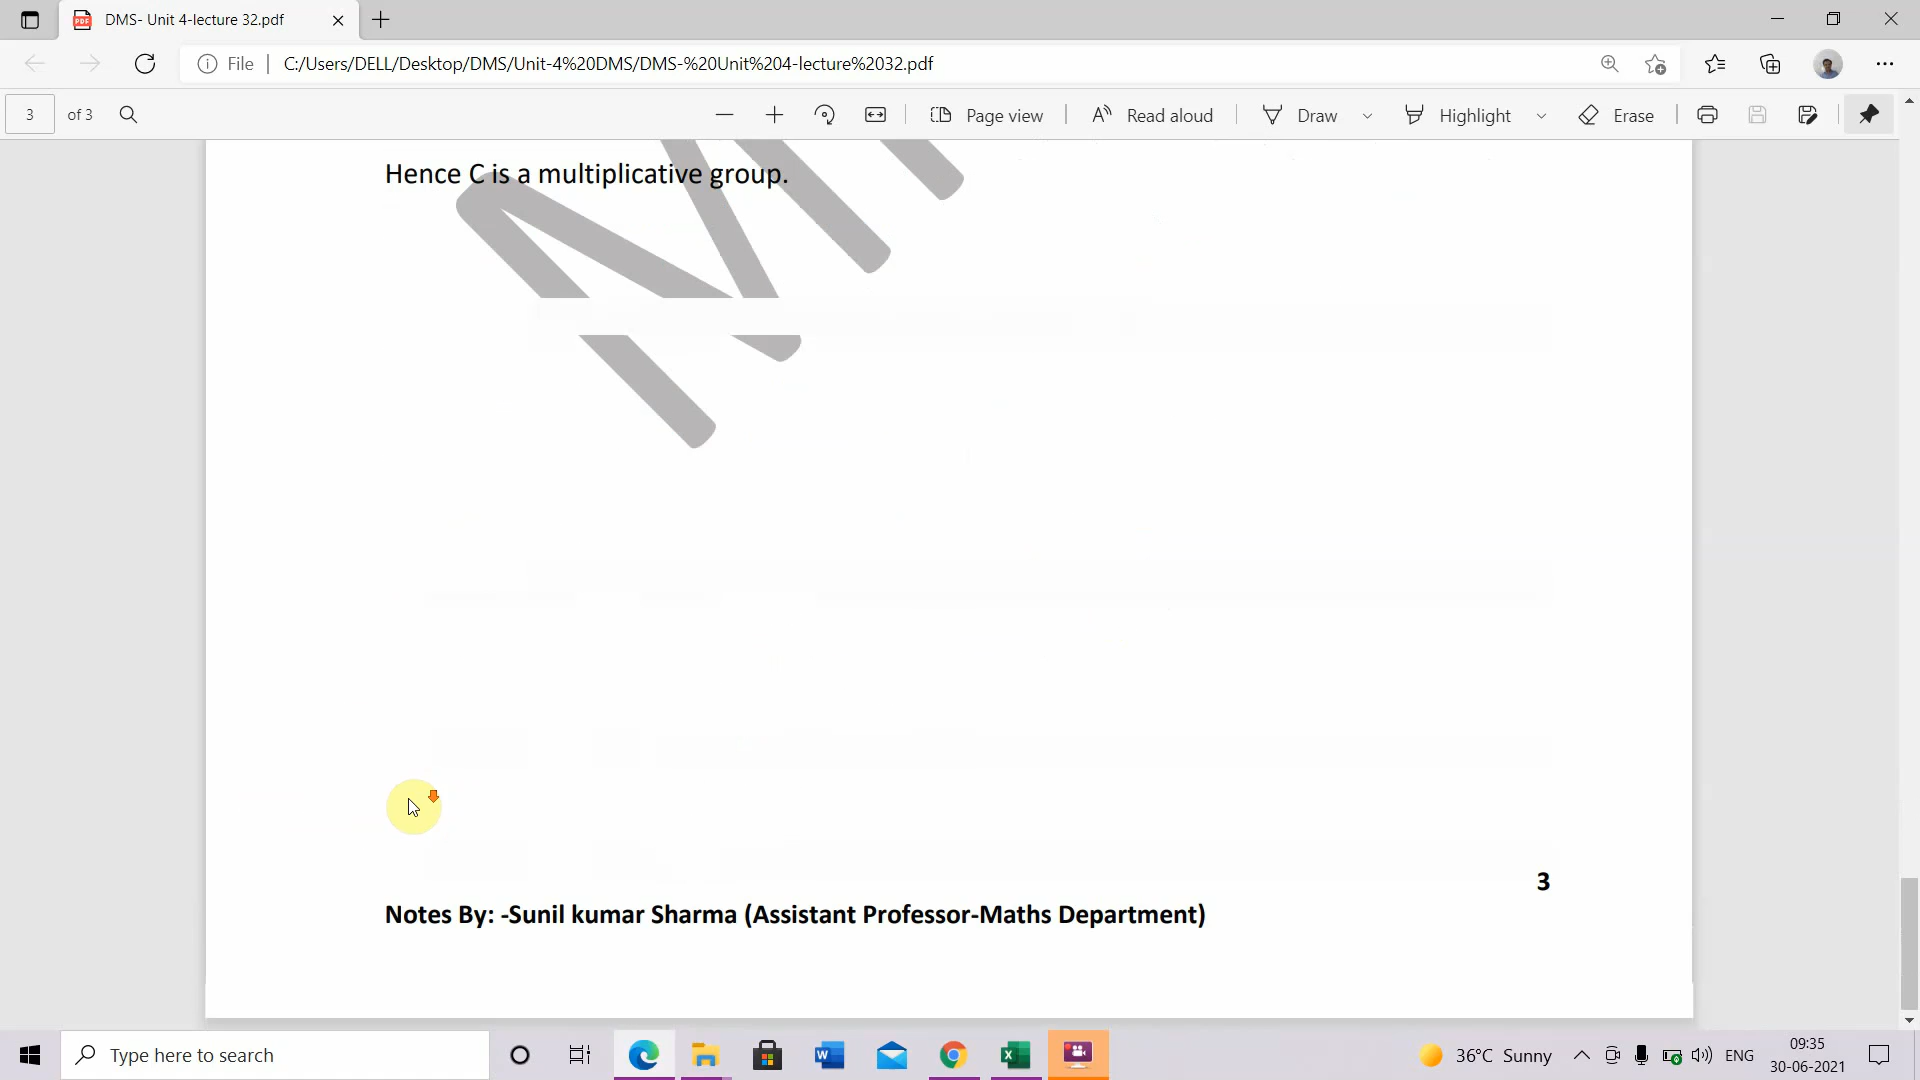 DMS- Unit 4-lecture 32.pdf
File
C:/Users/DELL/Desktop/DMS/Unit-4%20DMS/DMS-%20Unit%204-lecture%2032.pdf
3 of 3
Page view
Read aloud
Draw
Highlight
Erase
Hence C is a multiplicative group.
3
Notes By: -Sunil kumar Sharma (Assistant Professor-Maths Department)
Type here to search
36°C Sunny
ENG
09:35
30-06-2021